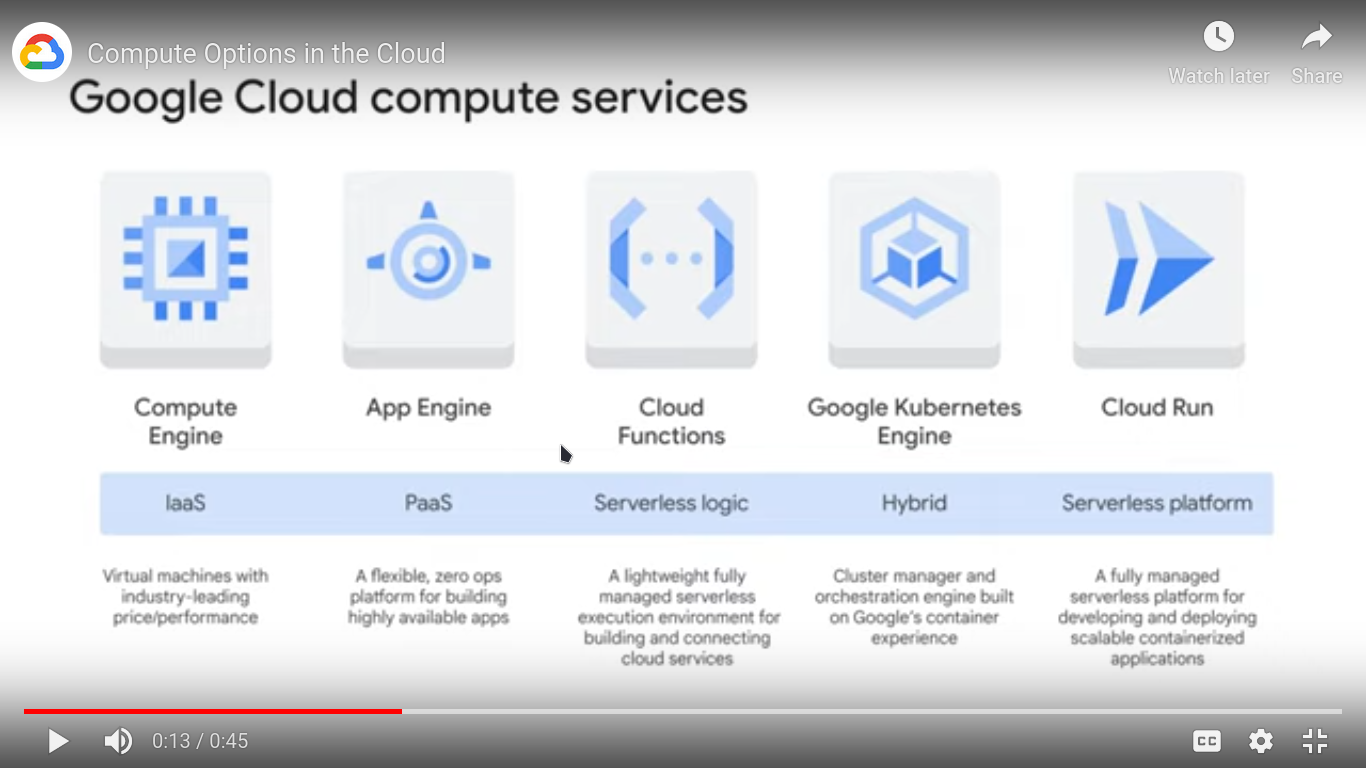 Compute Options in the Cloud
Watch later
Share
Google Cloud compute services
Compute
Engine
App Engine
Cloud
Functions
Google Kubernetes
Engine
Cloud Run
IaaS
PaaS
Serverless logic
Hybrid
Serverless platform
Virtual machines with
industry-leading
price/performance
A flexible, zero ops
platform for building
highly available apps
A lightweight fully
managed serverless
execution environment for
building and connecting
cloud services
Cluster manager and
orchestration engine built
on Google's container
experience
A fully managed
serverless platform for
developing and deploying
scalable containerized
applications
0:13 / 0:45
CC